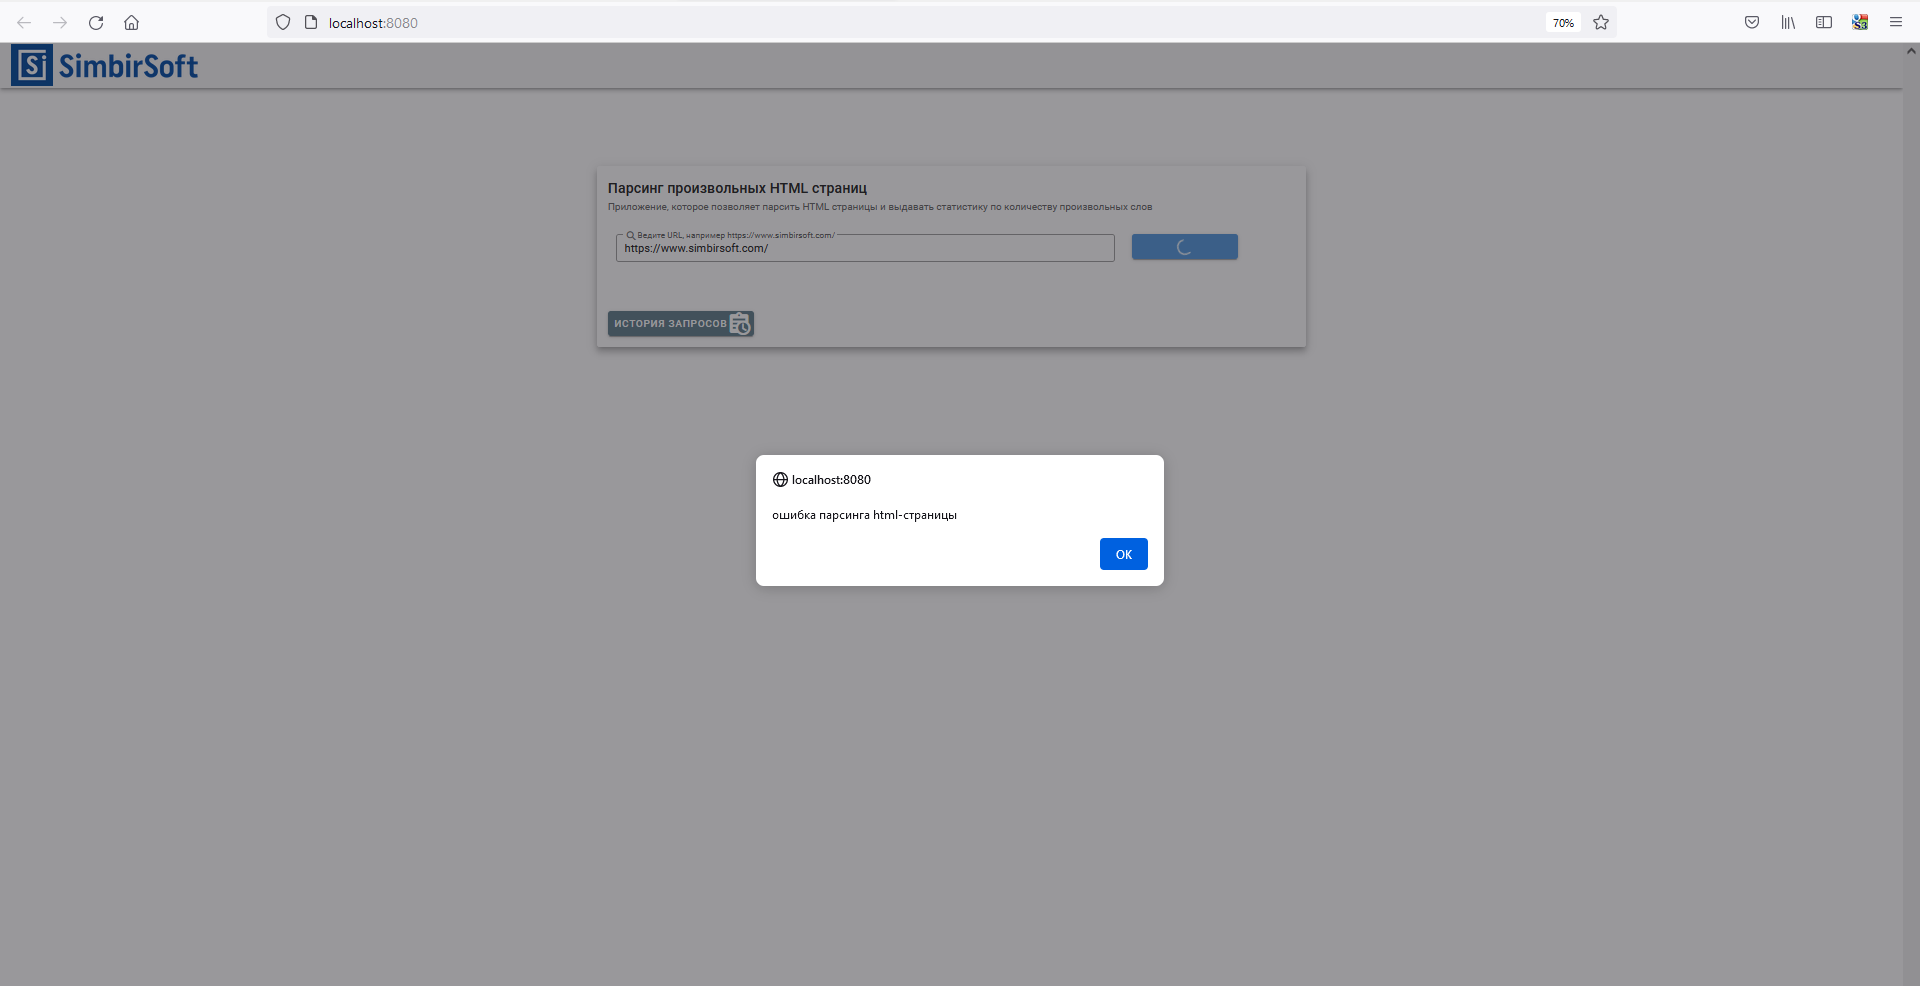 localhost:8080
70%
Si SimbirSoft
Парсинг произвольных HTML страниц
Приложение, которое позволяет парсить HTML страницы и выдавать статистику по количеству произвольных слов
Ведите URL, например https://www.simbirsoft.com/
https://www.simbirsoft.com/
ИСТОРИЯ ЗАПРОСОВ
localhost:8080
ошибка парсинга html-страницы
OK